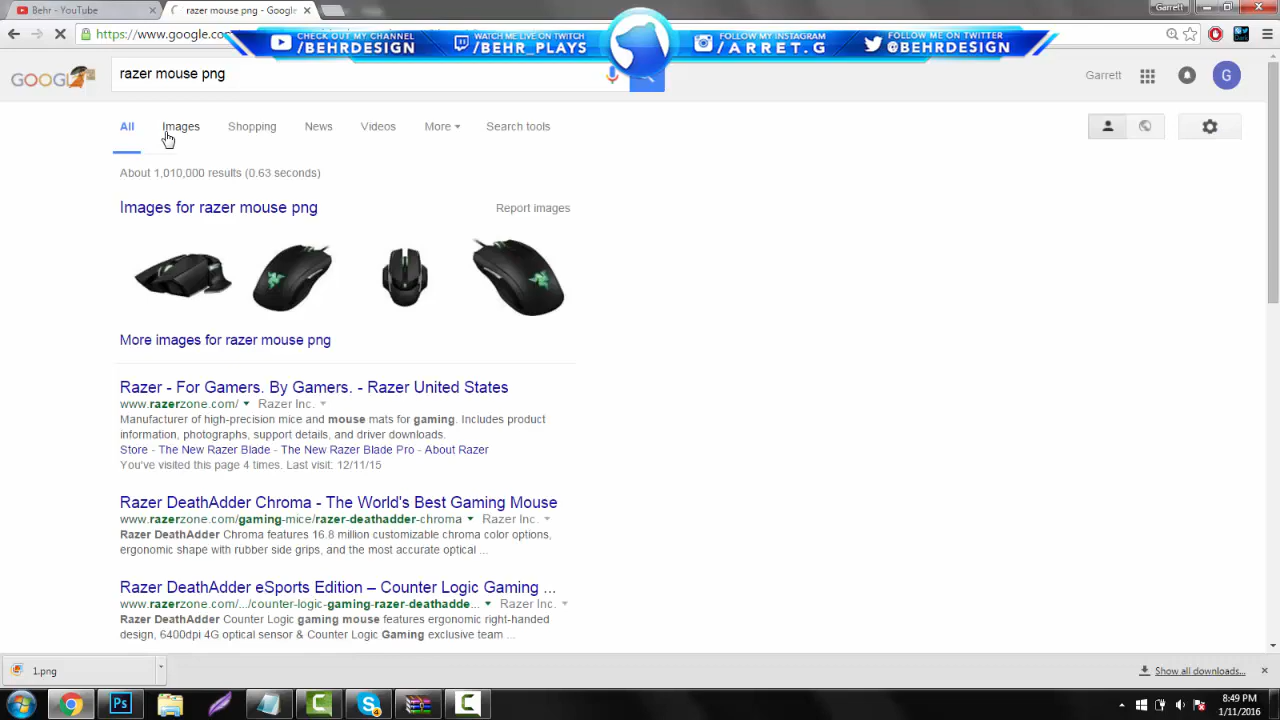 Behr - YouTube
razer mouse png - Google
Garrett
https://www.google.co
CHECK OUT MY CHANNEL
/BEHRDESIGN
WATCH ME LIVE ON TWITCH
/BEHR_PLAYS
FOLLOW MY INSTAGRAM
/ARRET.G
FOLLOW ME ON TWITTER
@BEHRDESIGN
razer mouse png
Garrett
G
All Images Shopping News Videos More Search tools
About 1,010,000 results (0.63 seconds)
Images for razer mouse png
Report images
More images for razer mouse png
Razer - For Gamers. By Gamers. - Razer United States
www.razerzone.com/ Razer Inc.
Manufacturer of high-precision mice and mouse mats for gaming. Includes product
information, photographs, support details, and driver downloads.
Store - The New Razer Blade - The New Razer Blade Pro - About Razer
You've visited this page 4 times. Last visit: 12/11/15
Razer DeathAdder Chroma - The World's Best Gaming Mouse
www.razerzone.com/gaming-mice/razer-deathadder-chroma Razer Inc.
Razer DeathAdder Chroma features 16.8 million customizable chroma color options,
ergonomic shape with rubber side grips, and the most accurate optical ...
Razer DeathAdder eSports Edition – Counter Logic Gaming ...
www.razerzone.com/.../counter-logic-gaming-razer-deathadde... Razer Inc.
Razer DeathAdder Counter Logic gaming mouse features ergonomic right-handed
design, 6400dpi 4G optical sensor & Counter Logic Gaming exclusive team ...
1.png
Show all downloads...
Ps
8:49 PM
1/11/2016